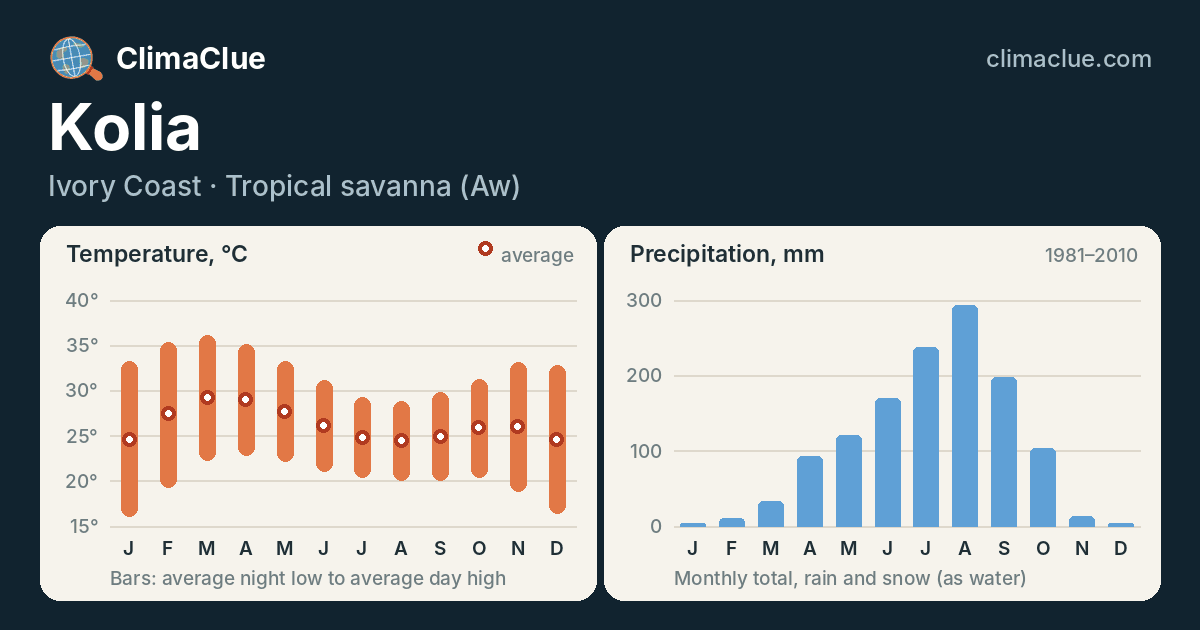 ClimaClue
climaclue.com
Kolia
Ivory Coast · Tropical savanna (Aw)
Temperature, °C
average
40°
35°
30°
25°
20°
15°
J F M A M J J A S O N D
Bars: average night low to average day high
Precipitation, mm
1981–2010
300
200
100
0
J F M A M J J A S O N D
Monthly total, rain and snow (as water)